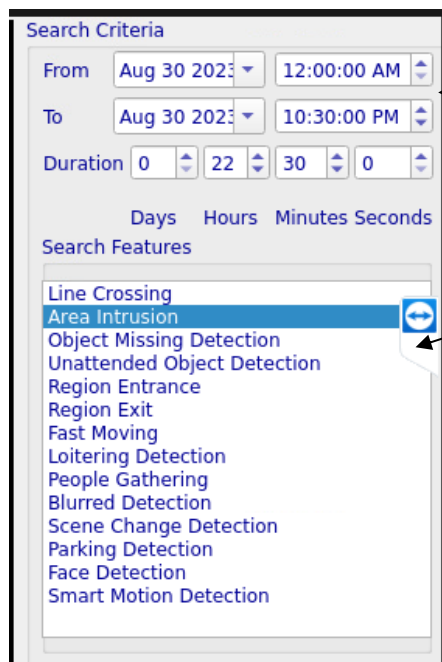 Search Criteria
From Aug 30 2023 12:00:00 AM
To Aug 30 2023 10:30:00 PM
Duration 0 22 30 0
Days Hours Minutes Seconds
Search Features
Line Crossing
Area Intrusion
Object Missing Detection
Unattended Object Detection
Region Entrance
Region Exit
Fast Moving
Loitering Detection
People Gathering
Blurred Detection
Scene Change Detection
Parking Detection
Face Detection
Smart Motion Detection